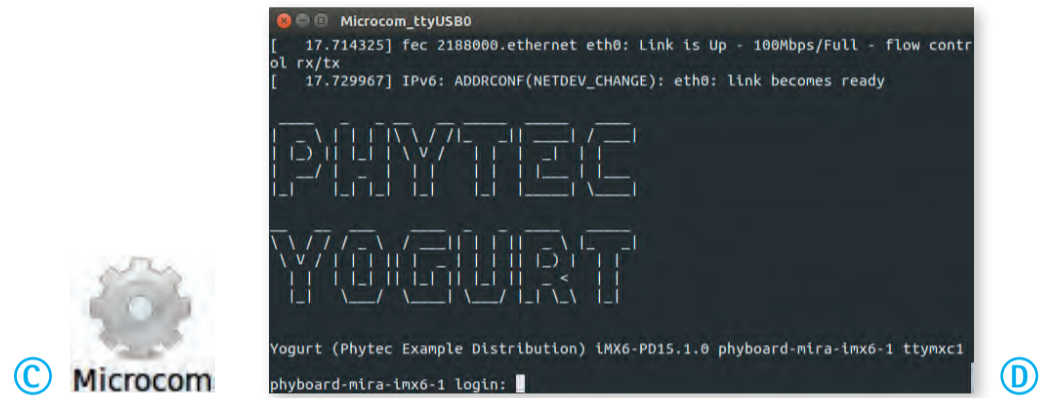 Microcom_ttyUSB0
[   17.714325] fec 2188000.ethernet eth0: Link is Up - 100Mbps/Full - flow contr
ol rx/tx
[   17.729967] IPv6: ADDRCONF(NETDEV_CHANGE): eth0: link becomes ready
PHYTEC
YOGURT
Yogurt (Phytec Example Distribution) iMX6-PD15.1.0 phyboard-mira-imx6-1 ttymxc1
phyboard-mira-imx6-1 login:
C
Microcom
D